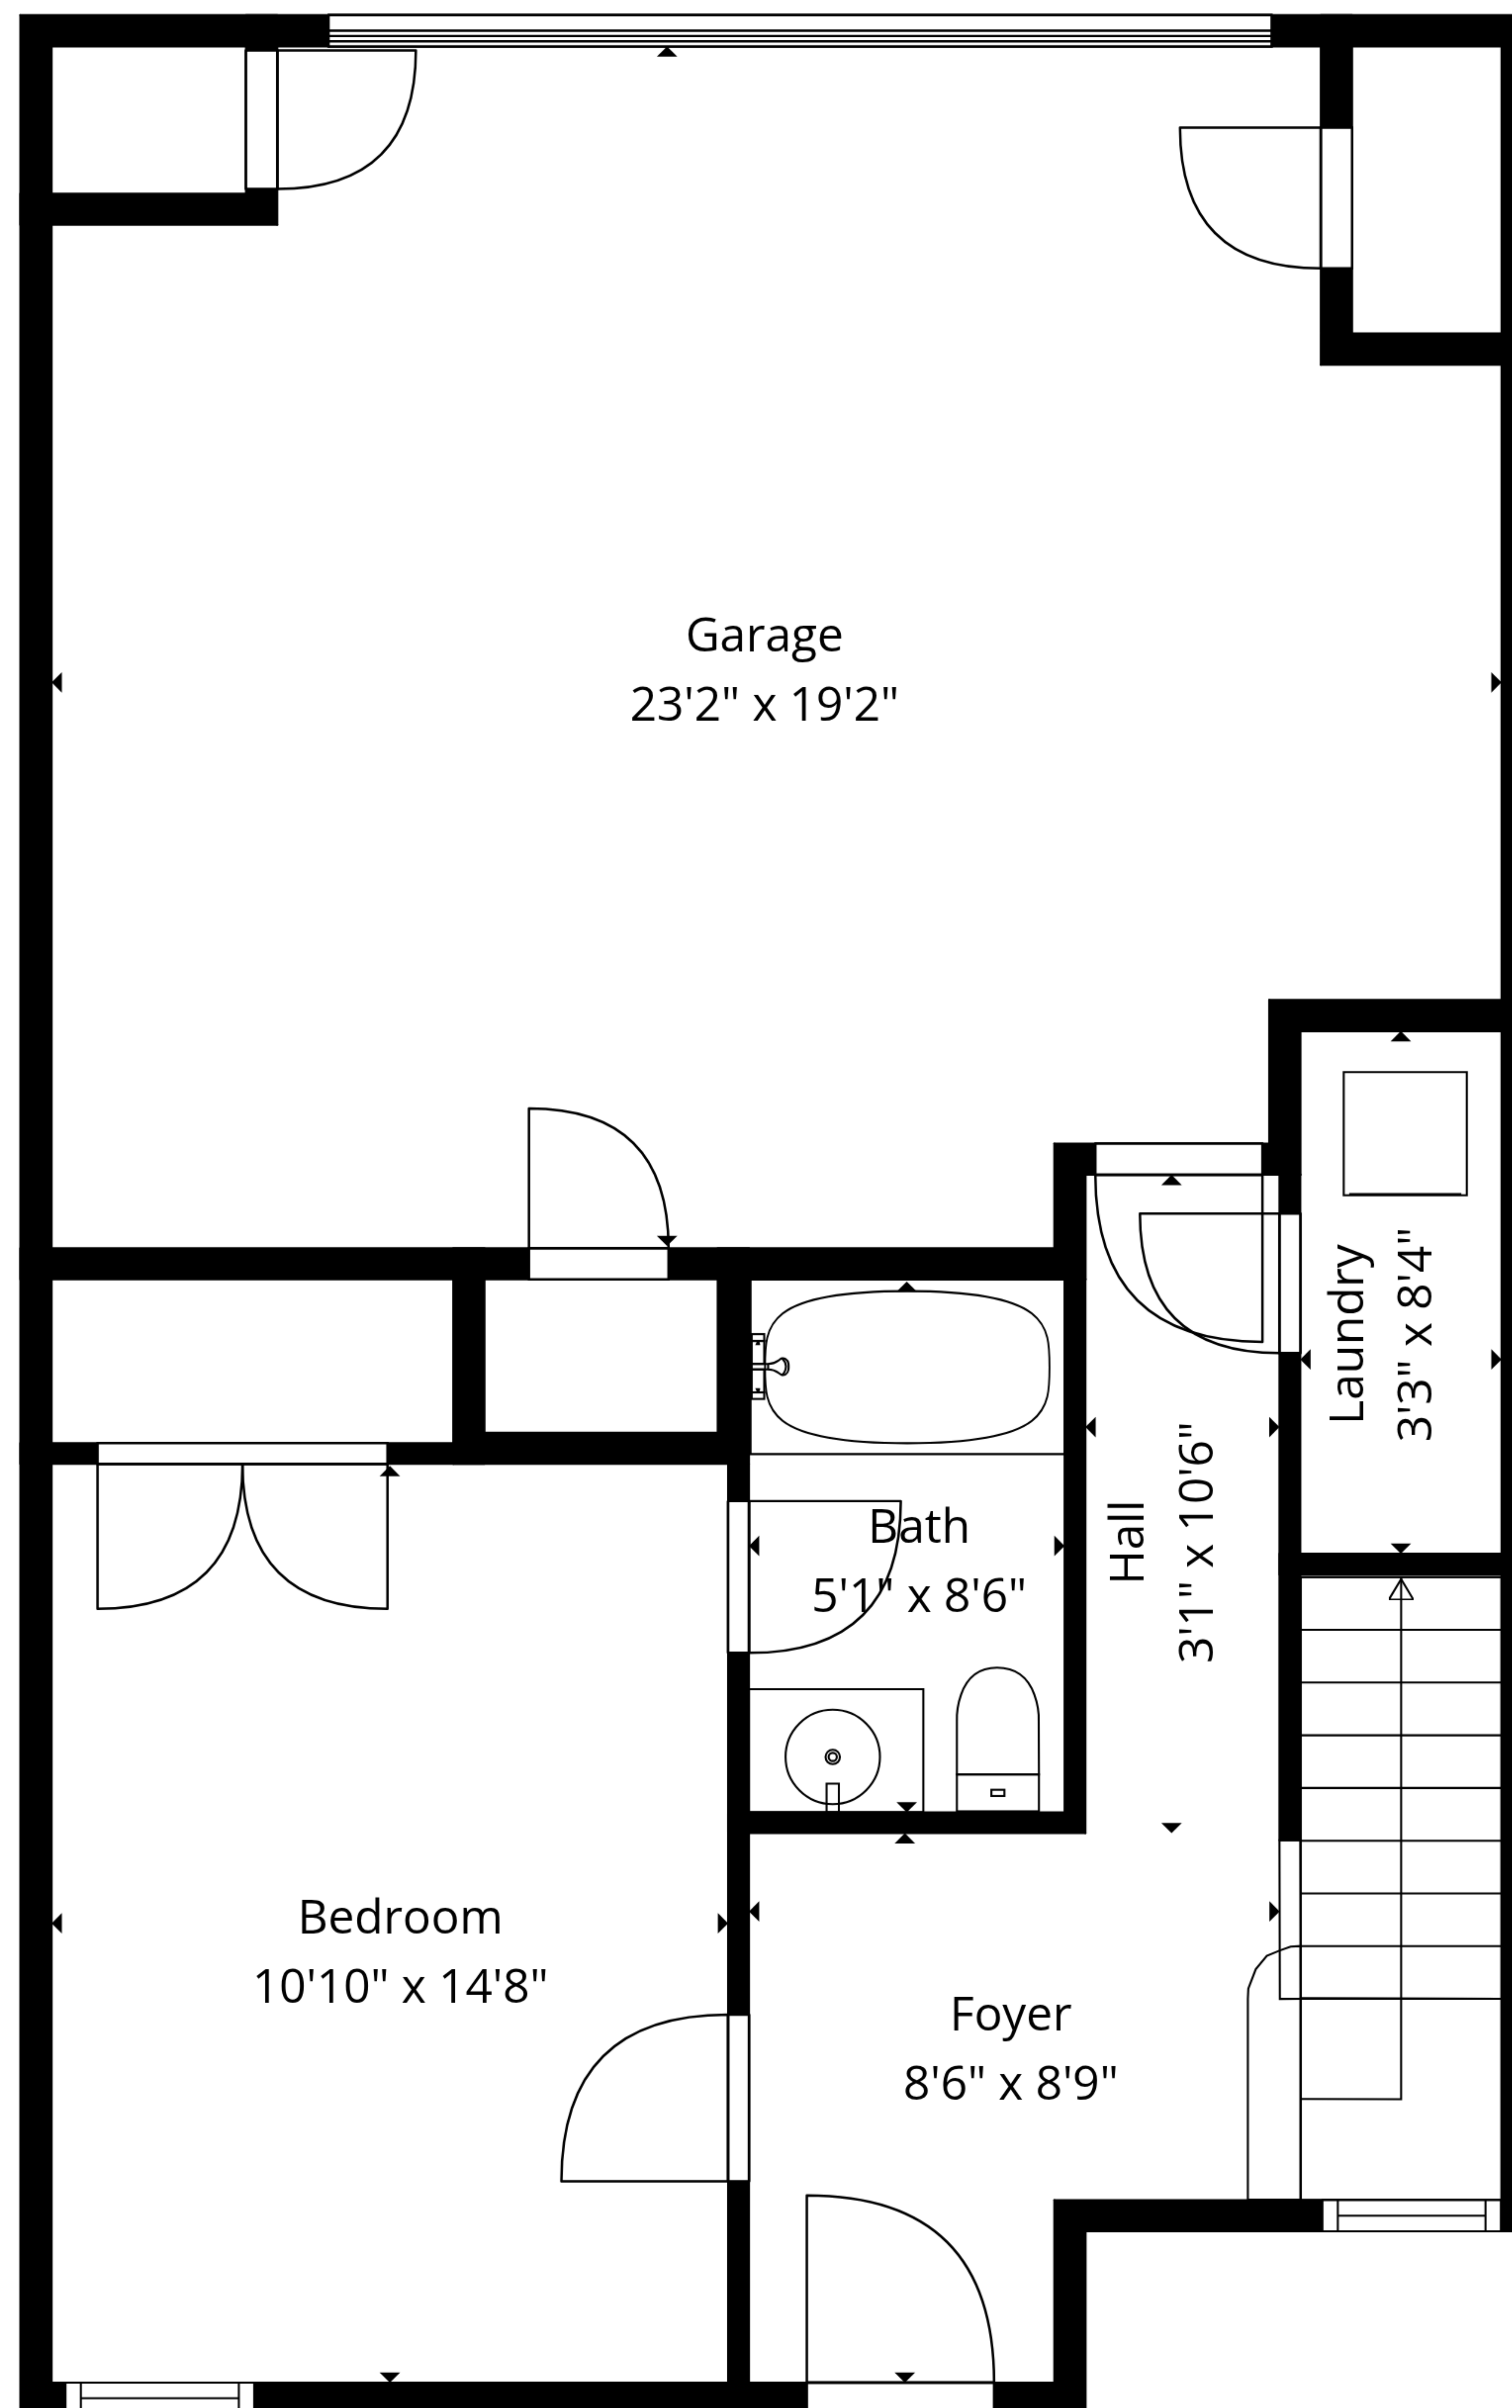 Garage
23'2" x 19'2"
Laundry
3'3" x 8'4"
Hall
3'1" x 10'6"
Bath
5'1" x 8'6"
Bedroom
10'10" x 14'8"
Foyer
8'6" x 8'9"